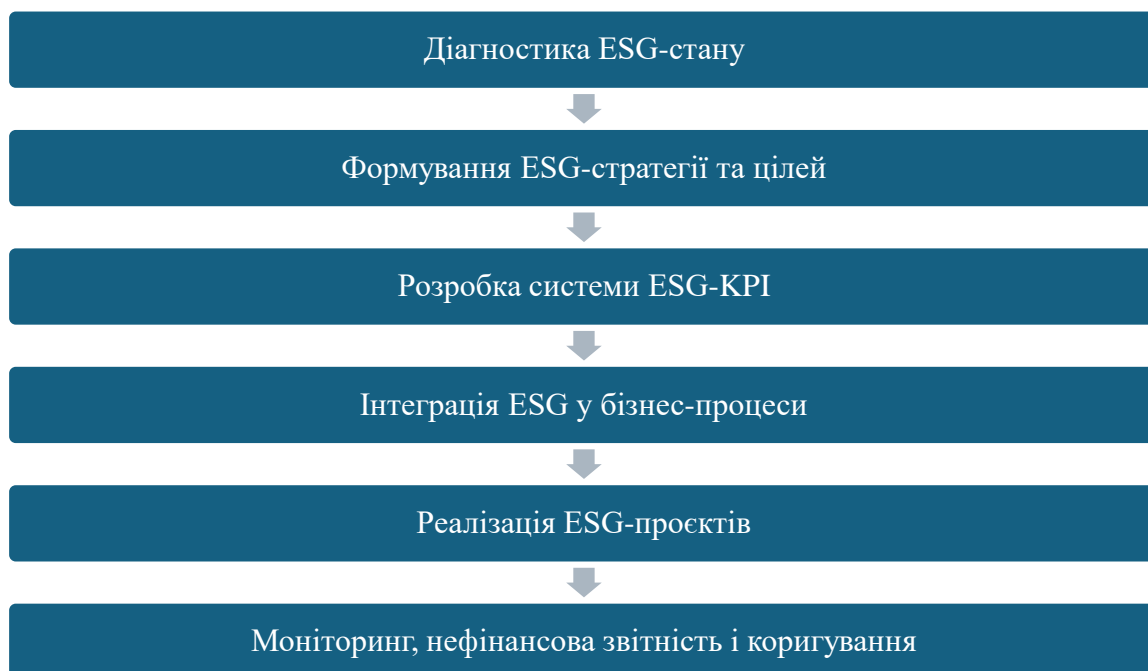 Діагностика ESG-стану
Формування ESG-стратегії та цілей
Розробка системи ESG-KPI
Інтеграція ESG у бізнес-процеси
Реалізація ESG-проєктів
Моніторинг, нефінансова звітність і коригування